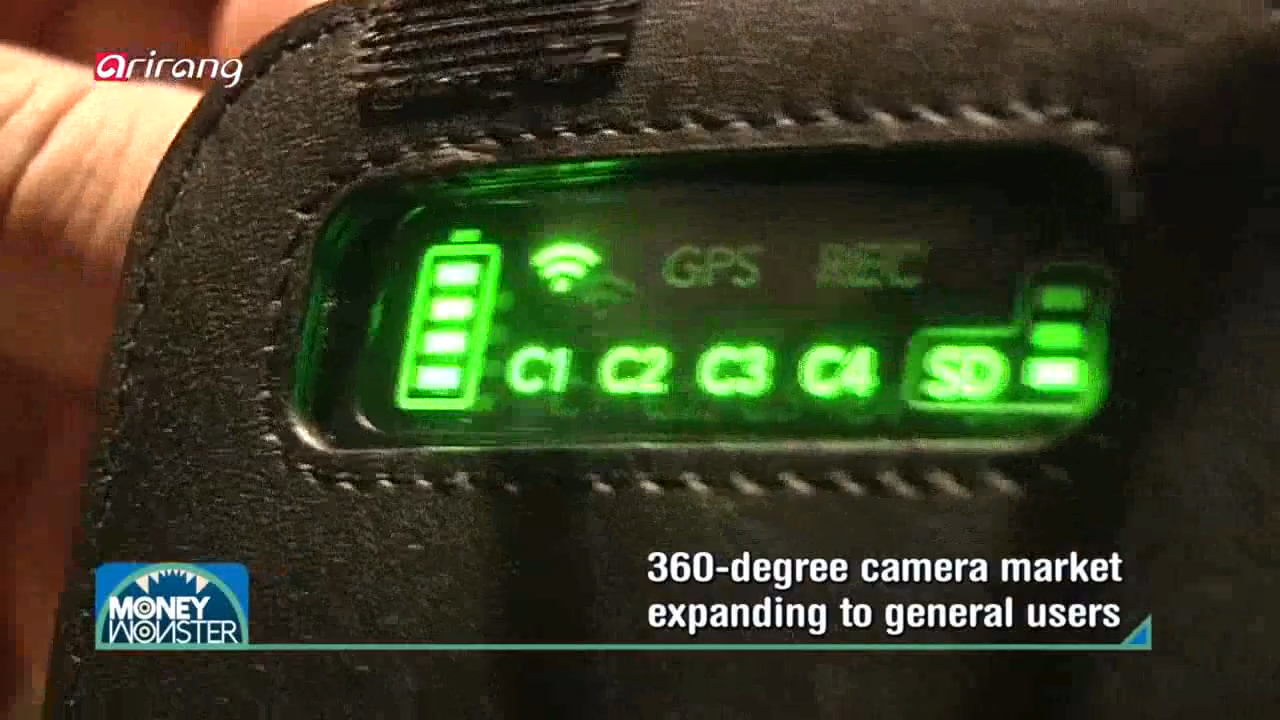 arirang
GPS REC
C1 C2 C3 C4 SD
360-degree camera market
expanding to general users
MONEY
MONSTER